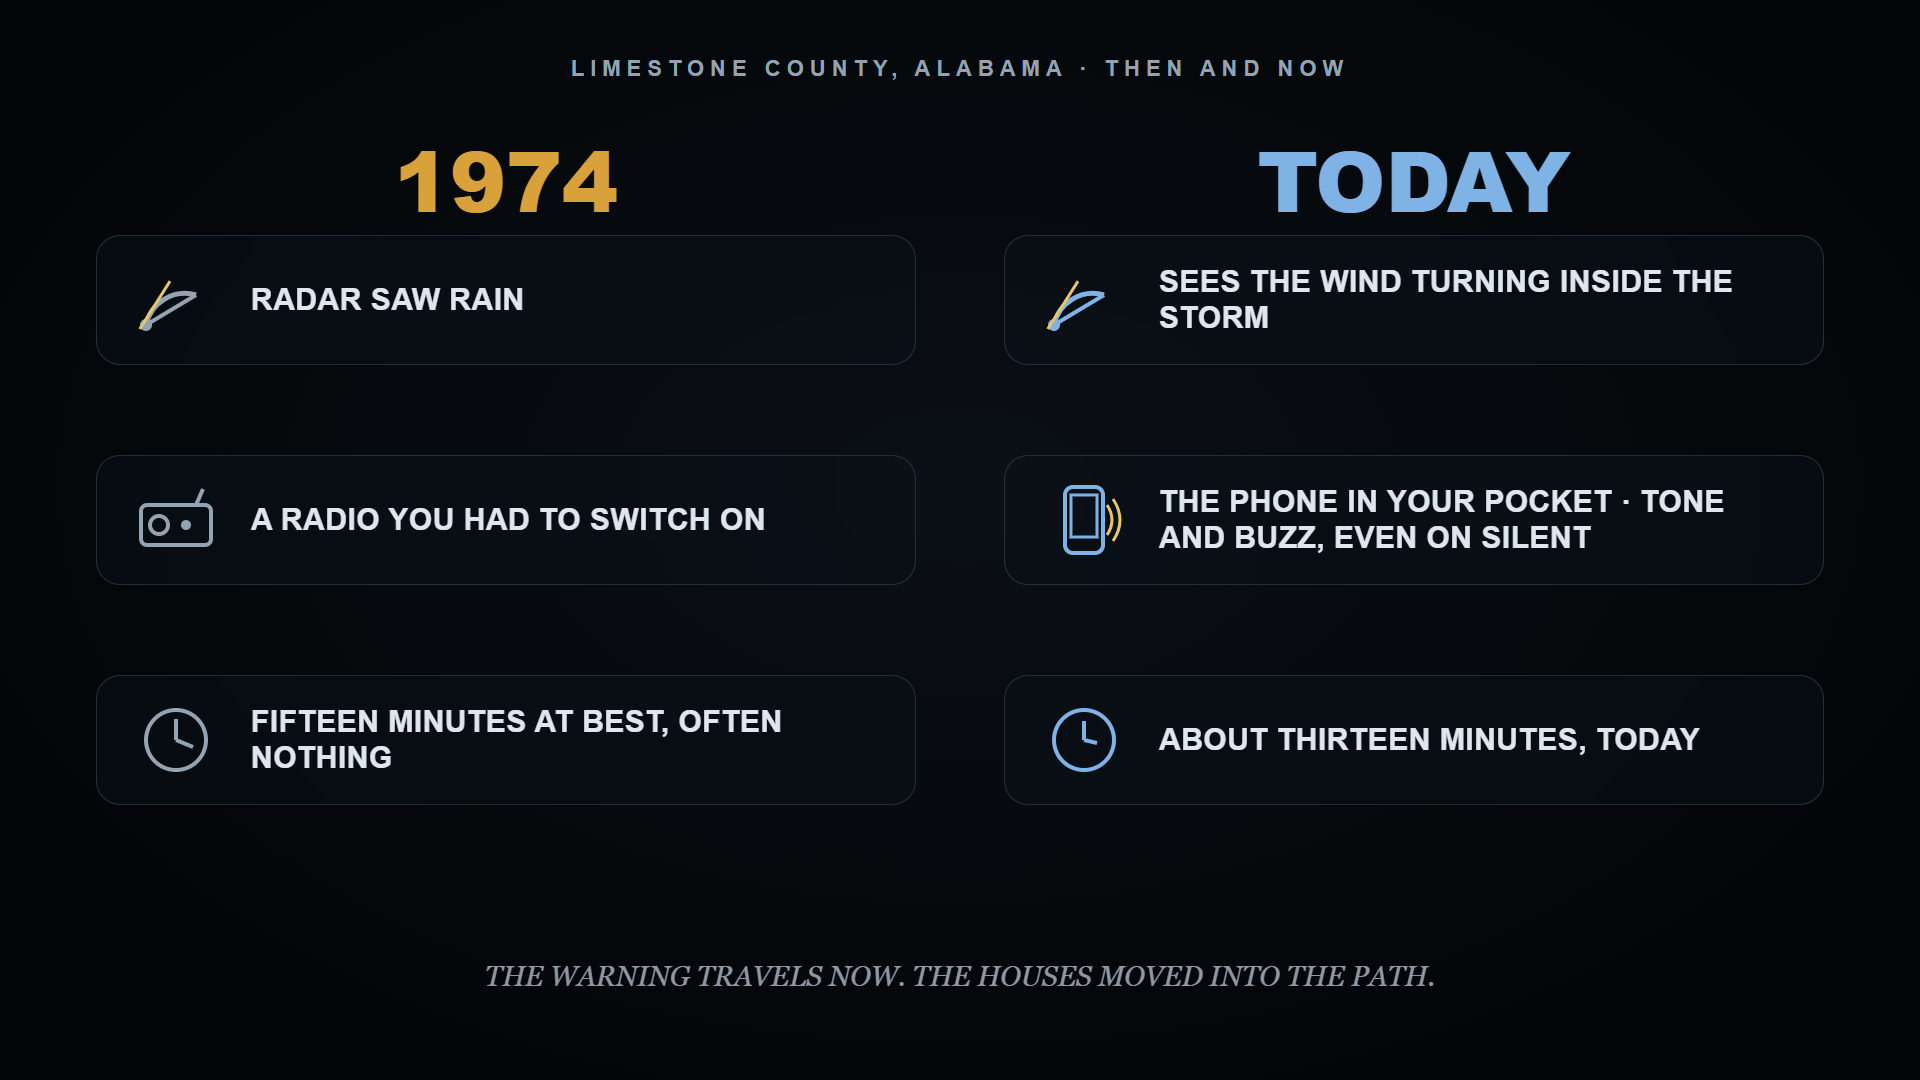 LIMESTONE COUNTY, ALABAMA · THEN AND NOW
1974
RADAR SAW RAIN
A RADIO YOU HAD TO SWITCH ON
FIFTEEN MINUTES AT BEST, OFTEN
NOTHING
TODAY
SEES THE WIND TURNING INSIDE THE
STORM
THE PHONE IN YOUR POCKET · TONE
AND BUZZ, EVEN ON SILENT
ABOUT THIRTEEN MINUTES, TODAY
THE WARNING TRAVELS NOW. THE HOUSES MOVED INTO THE PATH.